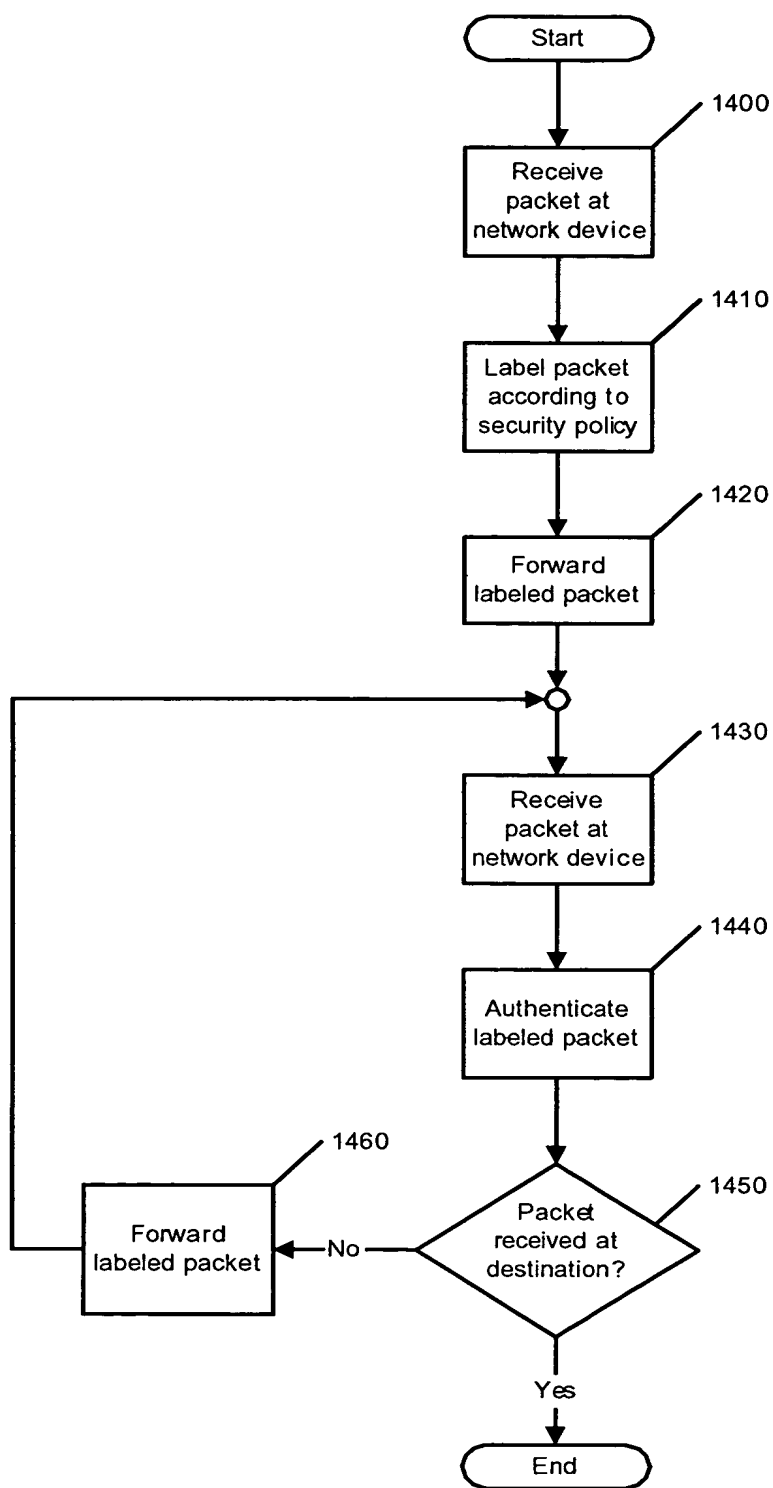 Start
1400
Receive
packet at
network device
1410
Label packet
according to
security policy
1420
Forward
labeled packet
1430
Receive
packet at
network device
1440
Authenticate
labeled packet
1460
Forward
labeled packet
No
1450
Packet
received at
destination?
Yes
End